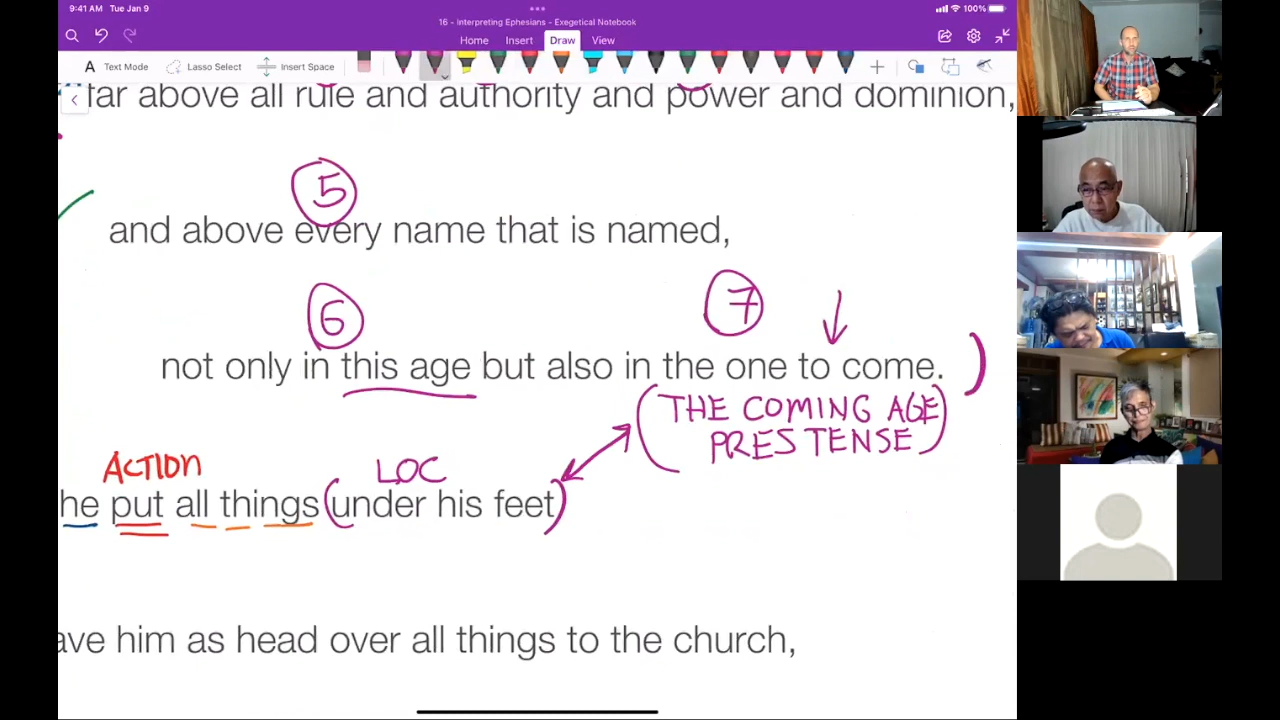 9:41 AM Tue Jan 9
100%
16 - Interpreting Ephesians - Exegetical Notebook
Home Insert Draw View
A Text Mode Lasso Select Insert Space
far above all rule and authority and power and dominion,
5
and above every name that is named,
6 7
not only in this age but also in the one to come. )
(THE COMING AGE
PRES TENSE)
ACTION LOC
he put all things (under his feet)
ave him as head over all things to the church,